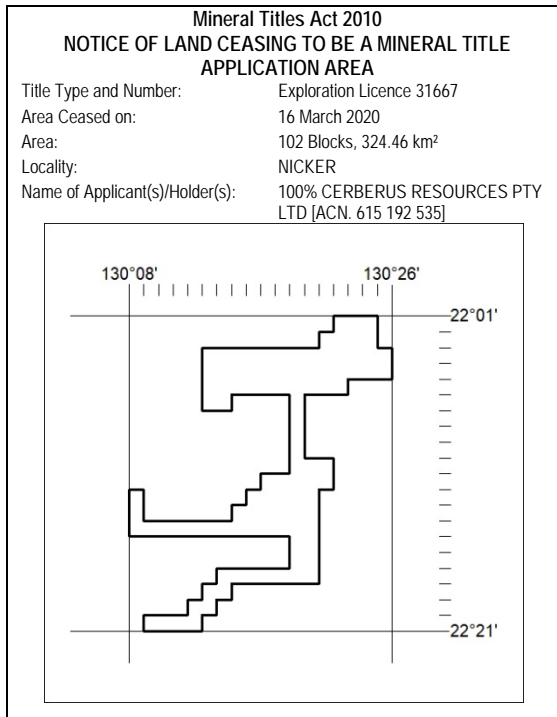 Mineral Titles Act 2010
NOTICE OF LAND CEASING TO BE A MINERAL TITLE
APPLICATION AREA
Title Type and Number: Exploration Licence 31667
Area Ceased on: 16 March 2020
Area: 102 Blocks, 324.46 km²
Locality: NICKER
Name of Applicant(s)/Holder(s): 100% CERBERUS RESOURCES PTY
LTD [ACN. 615 192 535]
130°08' 130°26'
22°01'
22°21'